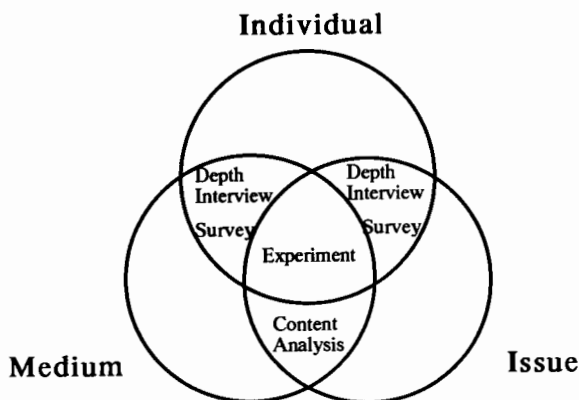 Individual
Depth
Interview
Survey
Depth
Interview
Survey
Experiment
Content
Analysis
Medium
Issue